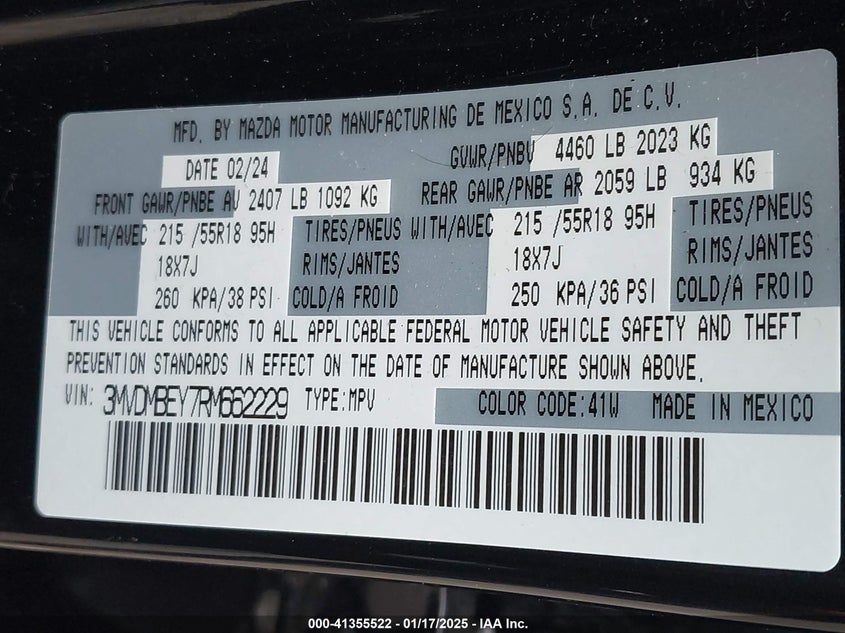 MFD. BY MAZDA MOTOR MANUFACTURING DE MEXICO S.A. DE C.V.
DATE 02/24 GVWR/PNBV 4460 LB 2023 KG
FRONT GAWR/PNBE AV 2407 LB 1092 KG REAR GAWR/PNBE AR 2059 LB 934 KG
WITH/AVEC 215 /55R18 95H TIRES/PNEUS WITH/AVEC 215 /55R18 95H TIRES/PNEUS
18X7J RIMS/JANTES 18X7J RIMS/JANTES
260 KPA/38 PSI COLD/A FROID 250 KPA/36 PSI COLD/A FROID
THIS VEHICLE CONFORMS TO ALL APPLICABLE FEDERAL MOTOR VEHICLE SAFETY AND THEFT
PREVENTION STANDARDS IN EFFECT ON THE DATE OF MANUFACTURE SHOWN ABOVE.
VIN: 3MVDMBEY7RM662229 TYPE:MPV COLOR CODE:41W MADE IN MEXICO
000-41355522 - 01/17/2025 - IAA Inc.